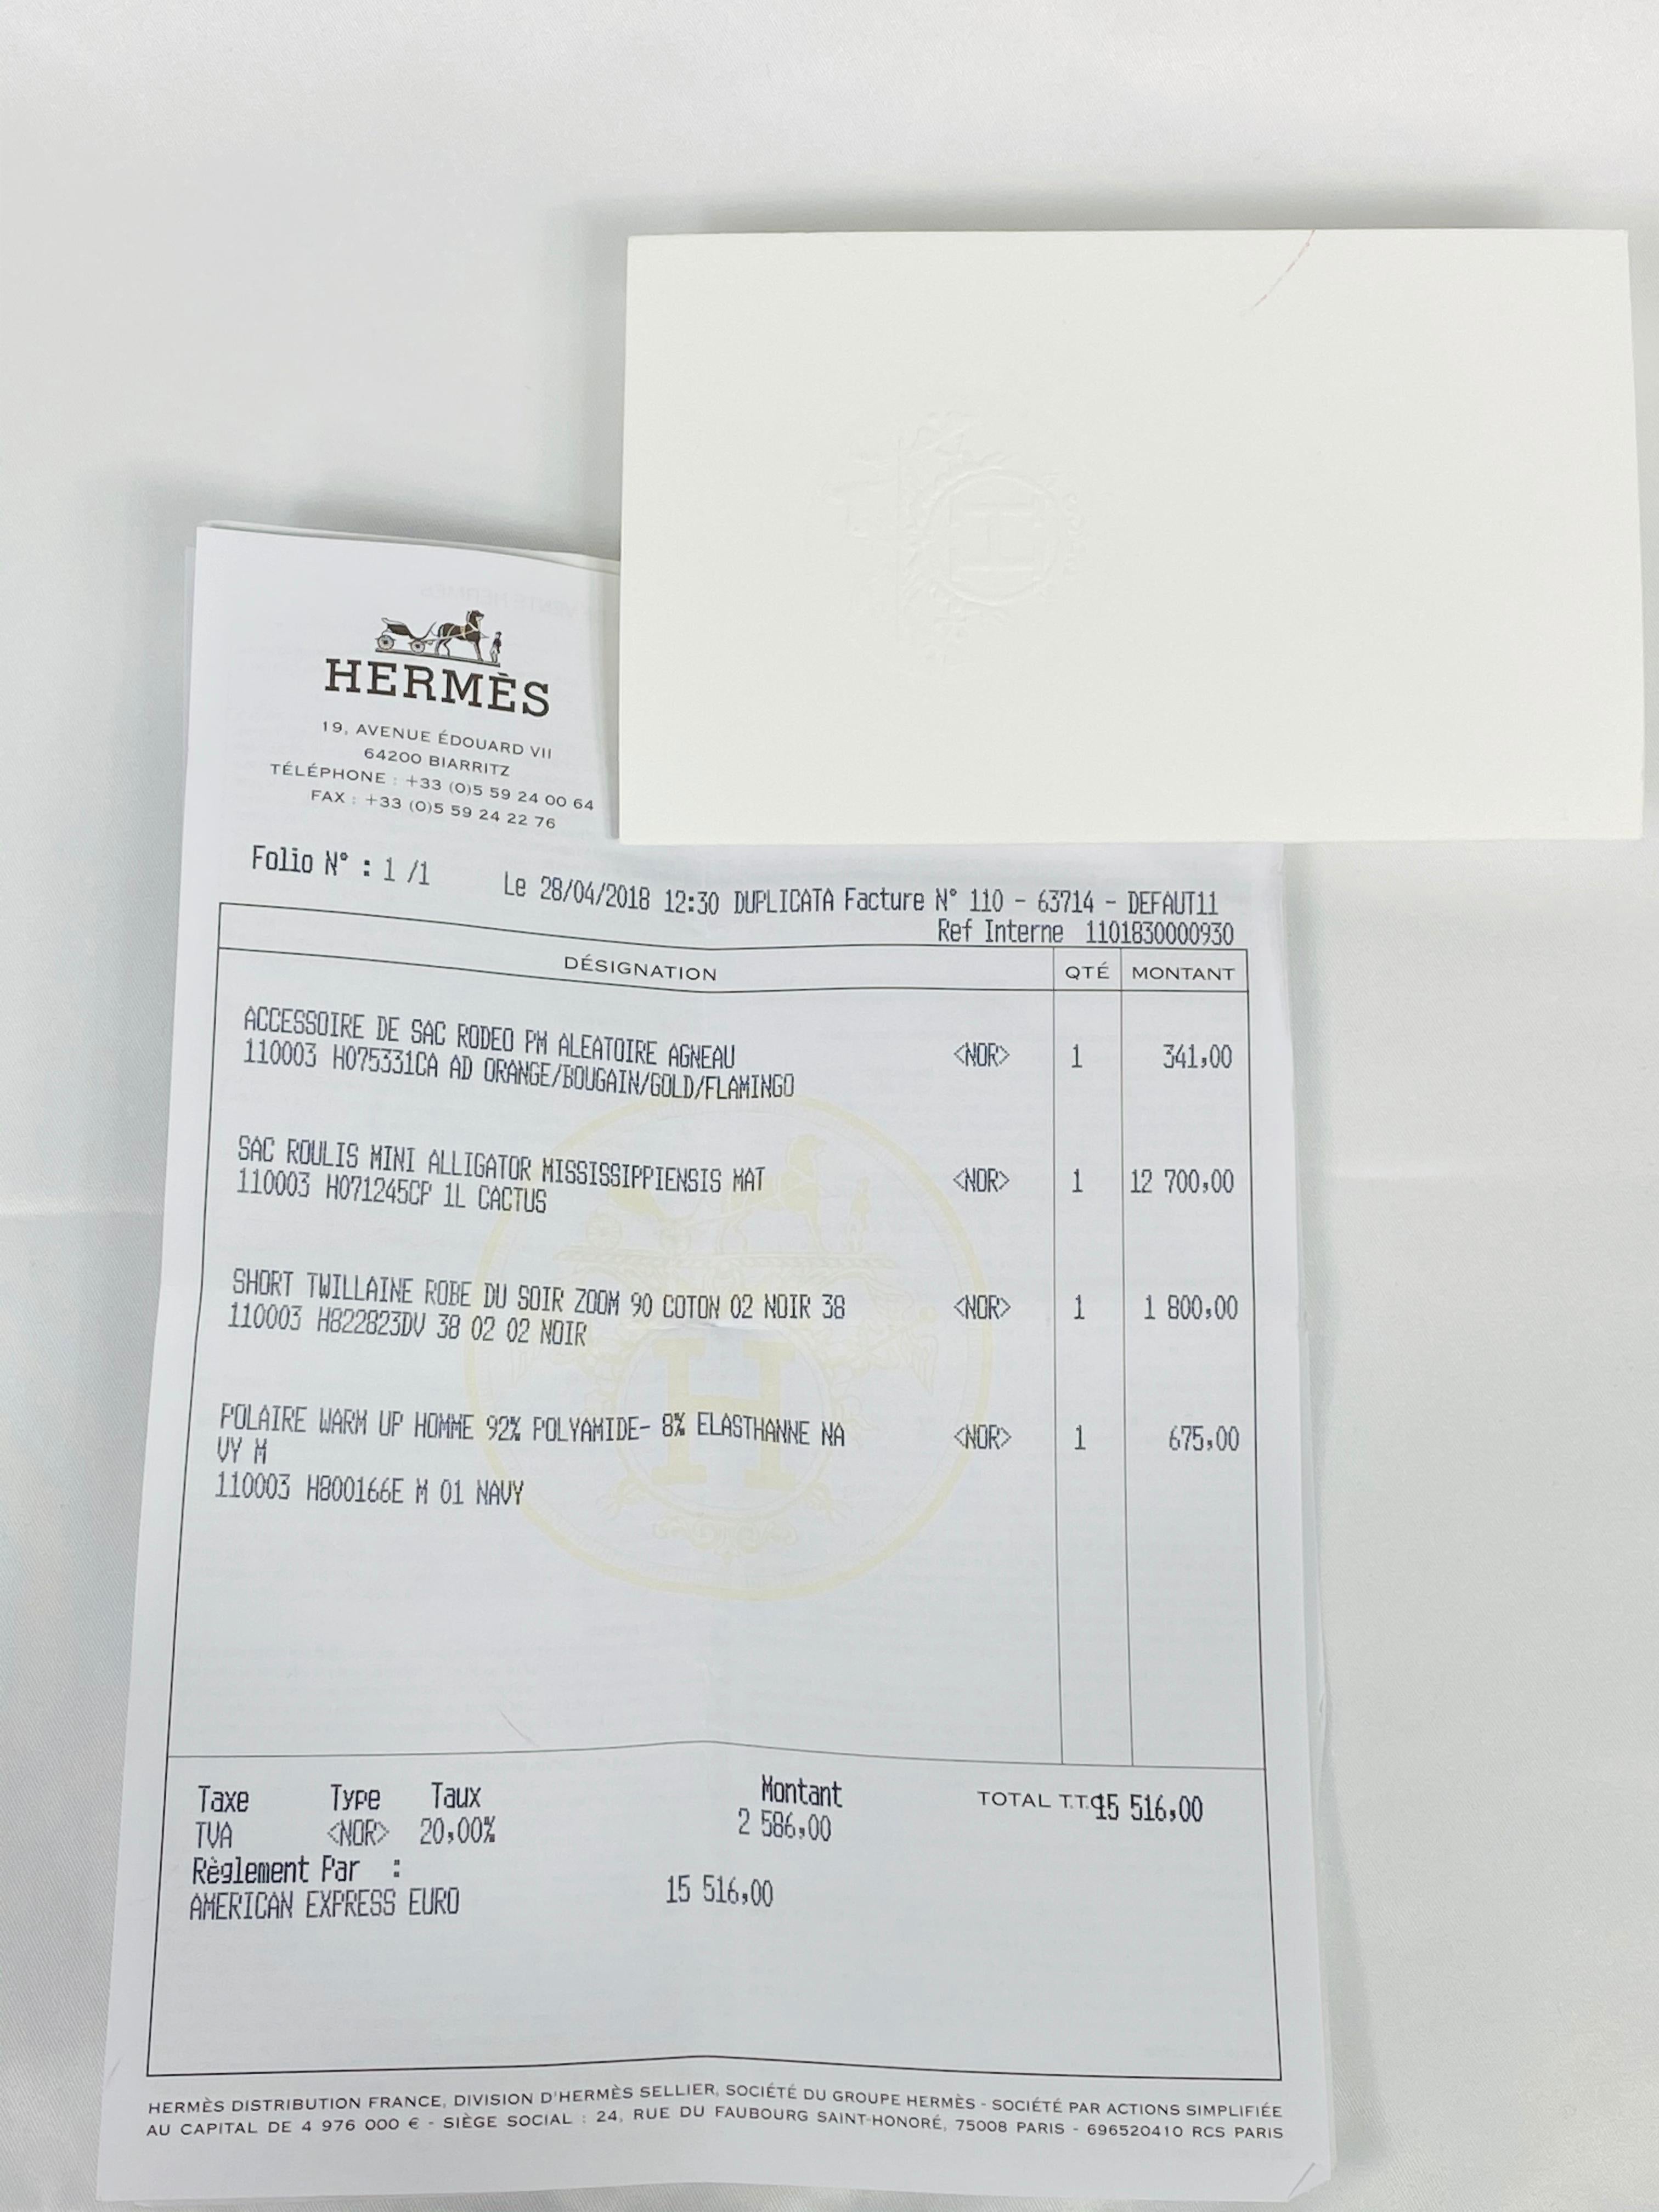 HERMÈS
19, AVENUE ÉDOUARD VII
64200 BIARRITZ
TÉLÉPHONE : +33 (0)5 59 24 00 64
FAX : +33 (0)5 59 24 22 76
Folio N° : 1 /1
Le 28/04/2018 12:30 DUPLICATA Facture N° 110 - 63714 - DEFAUT11
Ref Interne 1101830000930
DÉSIGNATION QTÉ MONTANT
ACCESSOIRE DE SAC RODEO PM ALEATOIRE AGNEAU <NOR> 1 341,00
110003 H075331CA AD ORANGE/BOUGAIN/GOLD/FLAMINGO
SAC ROULIS MINI ALLIGATOR MISSISSIPPIENSIS MAT <NOR> 1 12 700,00
110003 H071245CP 1L CACTUS
SHORT TWILLAINE ROBE DU SOIR ZOOM 90 COTON 02 NOIR 38 <NOR> 1 1 800,00
110003 H822823DV 38 02 02 NOIR
POLAIRE WARM UP HOMME 92% POLYAMIDE- 8% ELASTHANNE NA <NOR> 1 675,00
VY M
110003 H800166E M 01 NAVY
Taxe Type Taux Montant TOTAL T.T.C 15 516,00
TVA <NOR> 20,00% 2 586,00
Règlement Par :
AMERICAN EXPRESS EURO 15 516,00
HERMÈS DISTRIBUTION FRANCE, DIVISION D'HERMÈS SELLIER, SOCIÉTÉ DU GROUPE HERMÈS - SOCIÉTÉ PAR ACTIONS SIMPLIFIÉE
AU CAPITAL DE 4 976 000 € - SIÈGE SOCIAL : 24, RUE DU FAUBOURG SAINT-HONORÉ, 75008 PARIS - 696520410 RCS PARIS